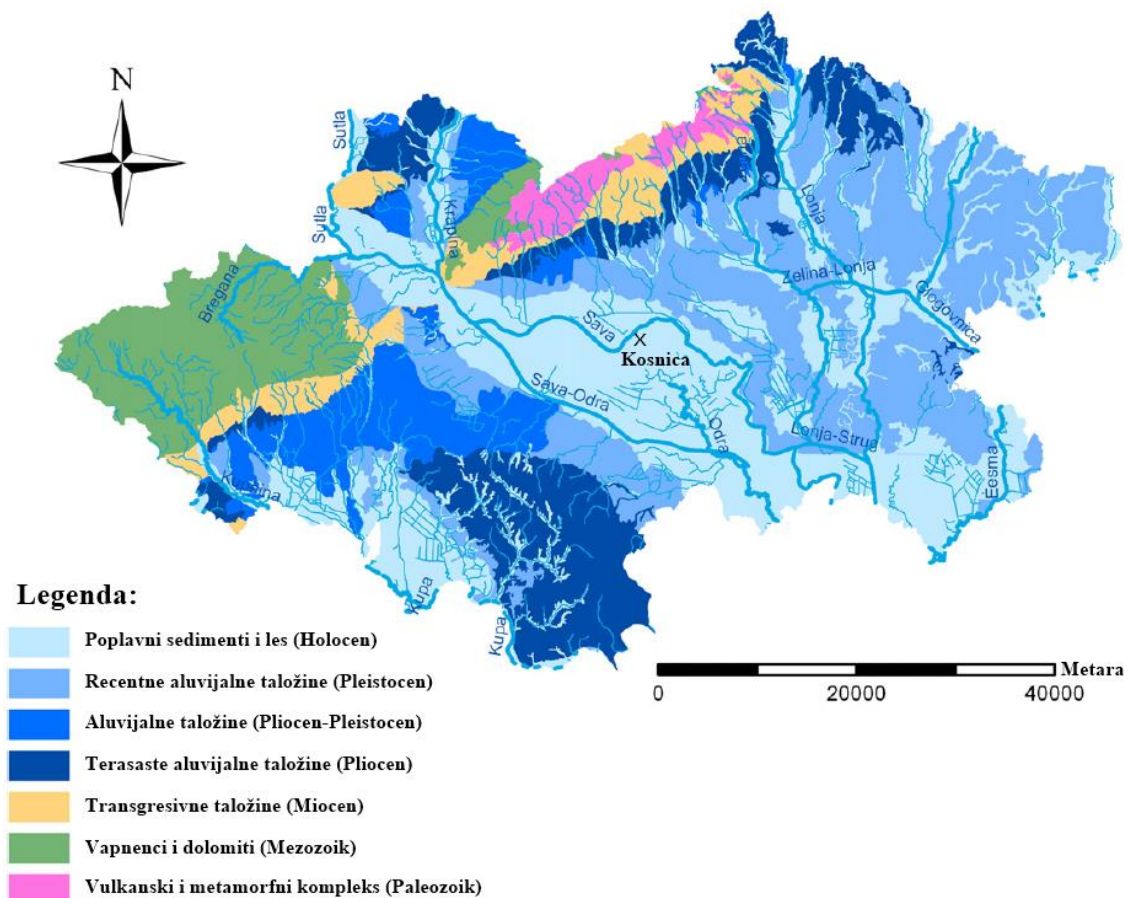 N
Sutla
Sutla
Krapina
Bregana
Lonja
Zelina-Lonja
Glogovnica
Sava
Kosnica
Sava-Odra
Odra
Lonja-Strug
Kupčina
Kupa
Kupa
Metara
0 20000 40000
Legenda:
Poplavni sedimenti i les (Holocen)
Recentne aluvijalne taložine (Pleistocen)
Aluvijalne taložine (Pliocen-Pleistocen)
Terasaste aluvijalne taložine (Pliocen)
Transgresivne taložine (Miocen)
Vapnenci i dolomiti (Mezozoik)
Vulkanski i metamorfni kompleks (Paleozoik)